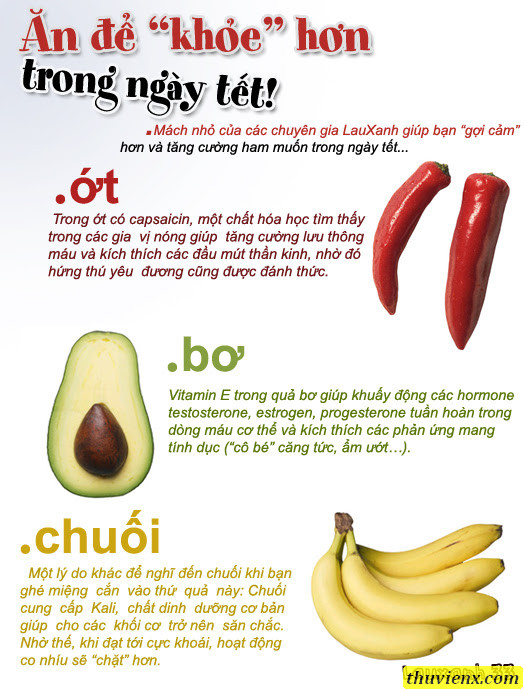 Ăn để “khỏe” hơn
trong ngày tết!
.Mách nhỏ của các chuyên gia LauXanh giúp bạn “gợi cảm”
hơn và tăng cường ham muốn trong ngày tết...
.ớt
Trong ớt có capsaicin, một chất hóa học tìm thấy
trong các gia vị nóng giúp tăng cường lưu thông
máu và kích thích các đầu mút thần kinh, nhờ đó
hứng thú yêu đương cũng được đánh thức.
.bơ
Vitamin E trong quả bơ giúp khuấy động các hormone
testosterone, estrogen, progesterone tuần hoàn trong
dòng máu cơ thể và kích thích các phản ứng mang
tính dục (“cô bé” căng tức, ẩm ướt…).
.chuối
Một lý do khác để nghĩ đến chuối khi bạn
ghé miệng cắn vào thứ quả này: Chuối
cung cấp Kali, chất dinh dưỡng cơ bản
giúp cho các khối cơ trở nên săn chắc.
Nhờ thế, khi đạt tới cực khoái, hoạt động
co nhíu sẽ “chặt” hơn.
thuvienx.com